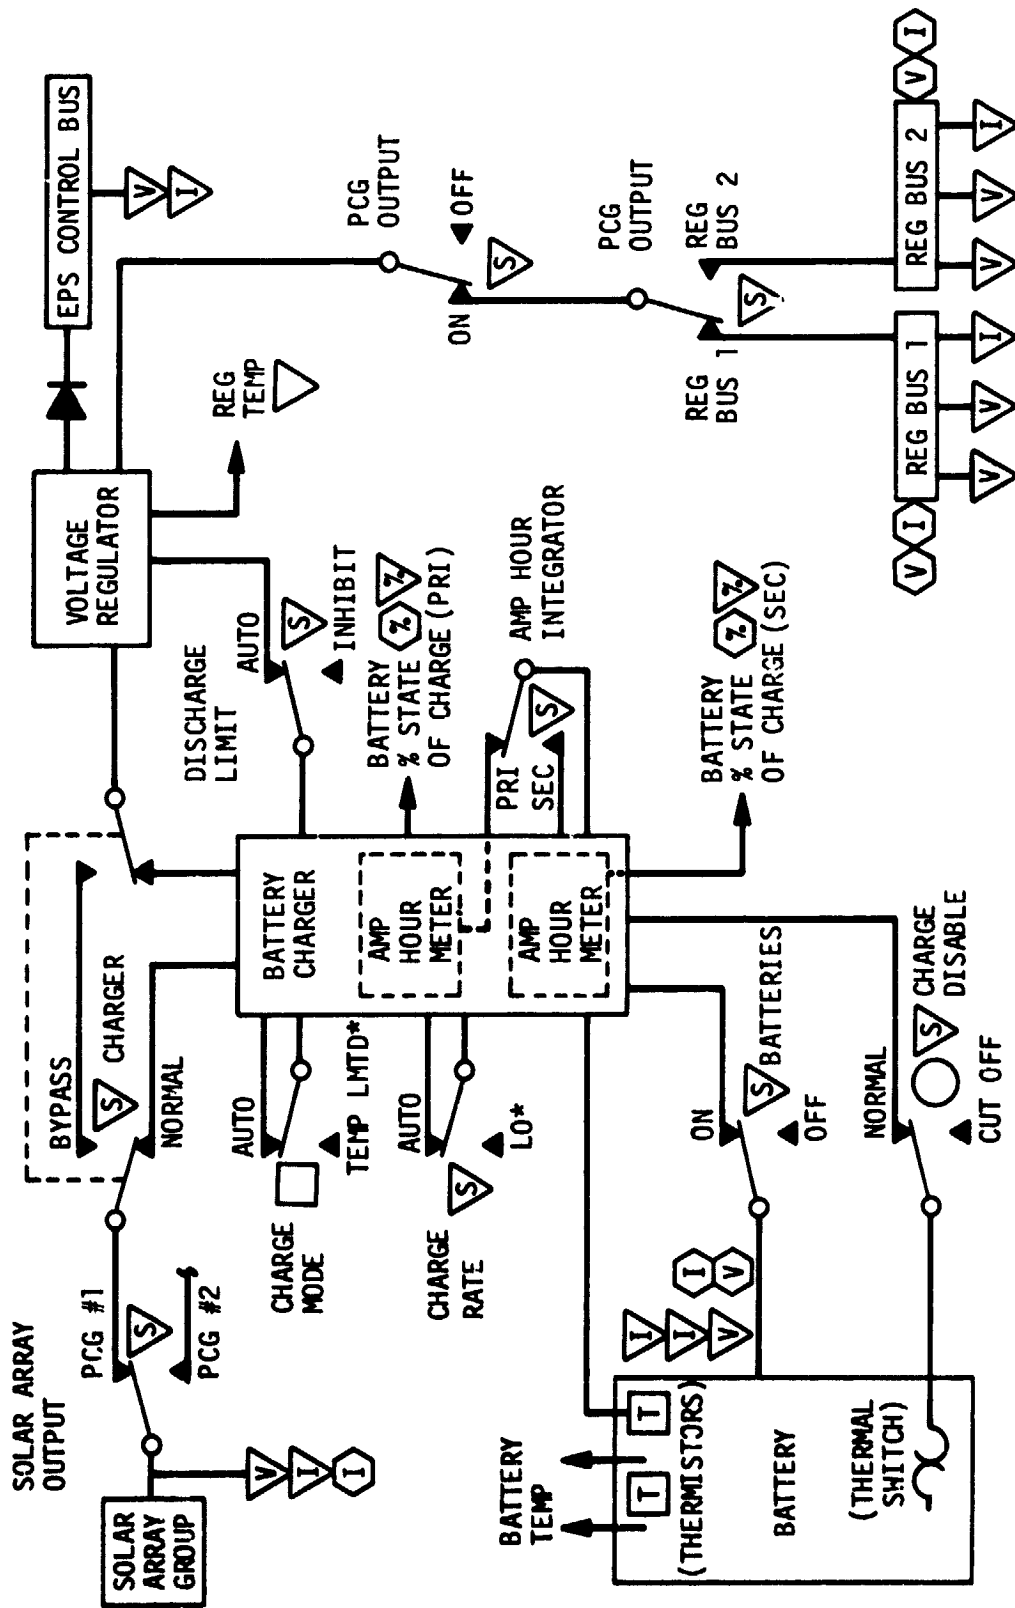 SOLAR ARRAY
OUTPUT
SOLAR
ARRAY
GROUP
V
I
I
PCG #1
S
PCG #2
BYPASS
S
CHARGER
NORMAL
VOLTAGE
REGULATOR
EPS CONTROL BUS
V
I
REG
TEMP
DISCHARGE
LIMIT
AUTO
S
INHIBIT
CHARGE
MODE
AUTO
TEMP LMTD*
CHARGE
RATE
S
AUTO
LO*
BATTERY
CHARGER
AMP
HOUR
METER
AMP
HOUR
METER
BATTERY
% STATE % %
OF CHARGE (PRI)
PRI
SEC
S
AMP HOUR
INTEGRATOR
BATTERY
% STATE % %
OF CHARGE (SEC)
PCG
OUTPUT
ON
OFF
S
PCG
OUTPUT
REG
BUS 1
REG
BUS 2
S
V I
REG BUS 1
V V I
REG BUS 2
V I
V V I
BATTERY
TEMP
T T
(THERMISTORS)
BATTERY
(THERMAL
SWITCH)
I
I
V
I
V
ON
S
BATTERIES
OFF
NORMAL
S
CHARGE
DISABLE
CUT OFF